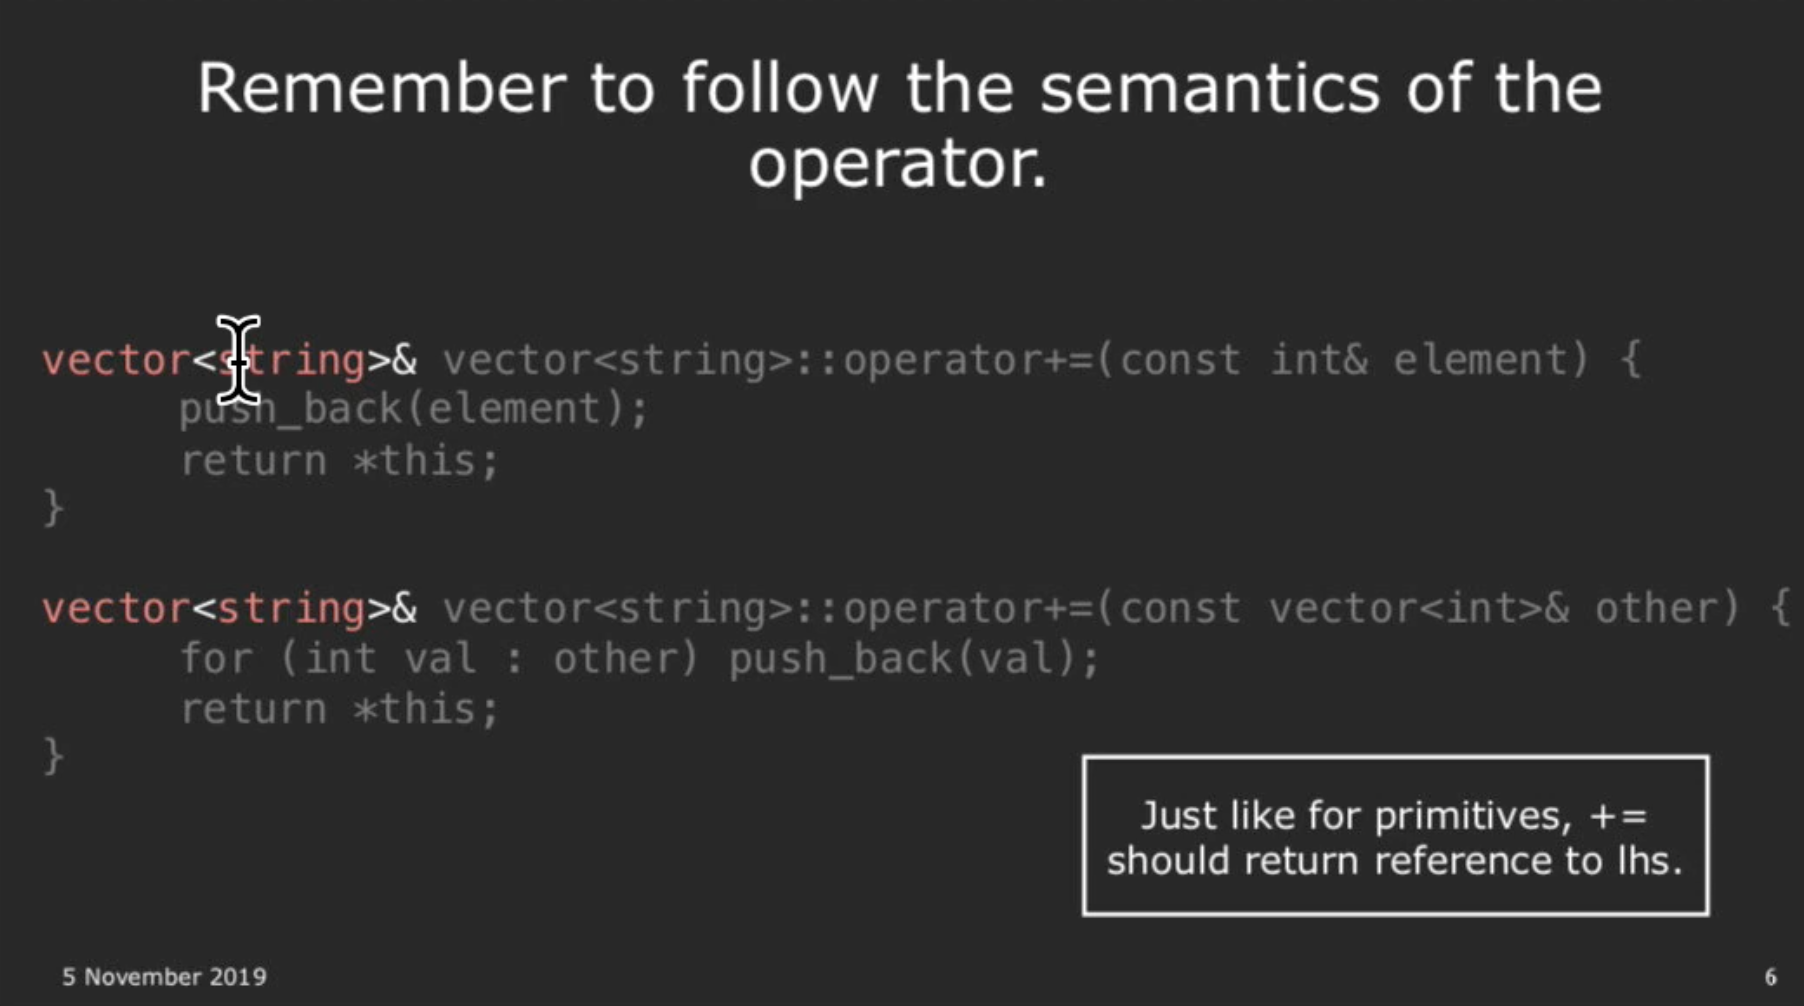 Remember to follow the semantics of the
operator.
vector<string>& vector<string>::operator+=(const int& element) {
push_back(element);
return *this;
}
vector<string>& vector<string>::operator+=(const vector<int>& other) {
for (int val : other) push_back(val);
return *this;
}
Just like for primitives, +=
should return reference to lhs.
5 November 2019
6